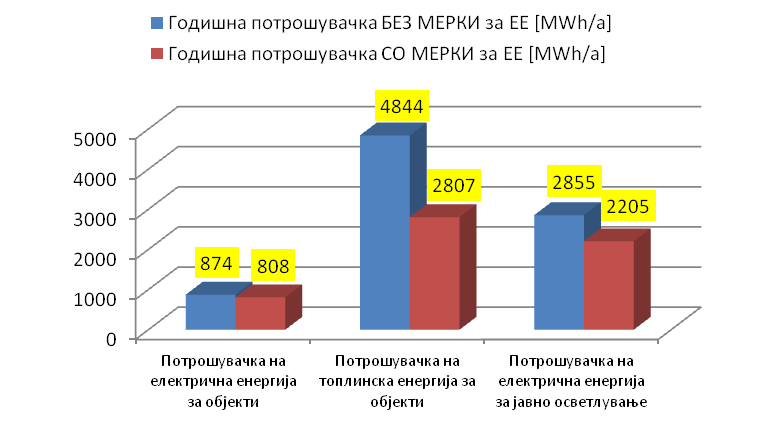 Годишна потрошувачка БЕЗ МЕРКИ за ЕЕ [MWh/a]
Годишна потрошувачка СО МЕРКИ за ЕЕ [MWh/a]
4844
5000
4000
2807
2855
2205
3000
874
808
2000
1000
0
Потрошувачка на
електрична енергија
за објекти
Потрошувачка на
топлинска енергија за
објекти
Потрошувачка на
електрична енергија
за јавно осветлување